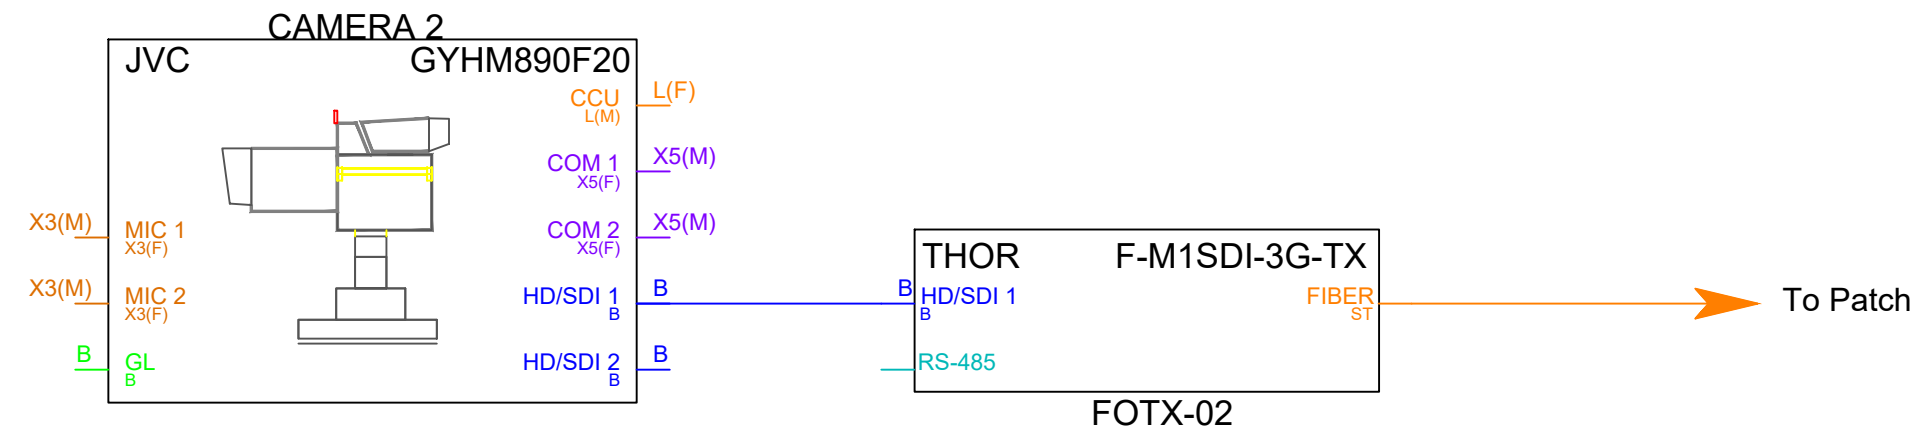 CAMERA 2
JVC GYHM890F20
CCU L(F)
L(M)
COM 1 X5(M)
X5(F)
X3(M) MIC 1 COM 2 X5(M)
X3(F) X5(F)
THOR F-M1SDI-3G-TX
X3(M) MIC 2 HD/SDI 1 B B HD/SDI 1 FIBER To Patch
X3(F) B B ST
B GL HD/SDI 2 B RS-485
B B
FOTX-02